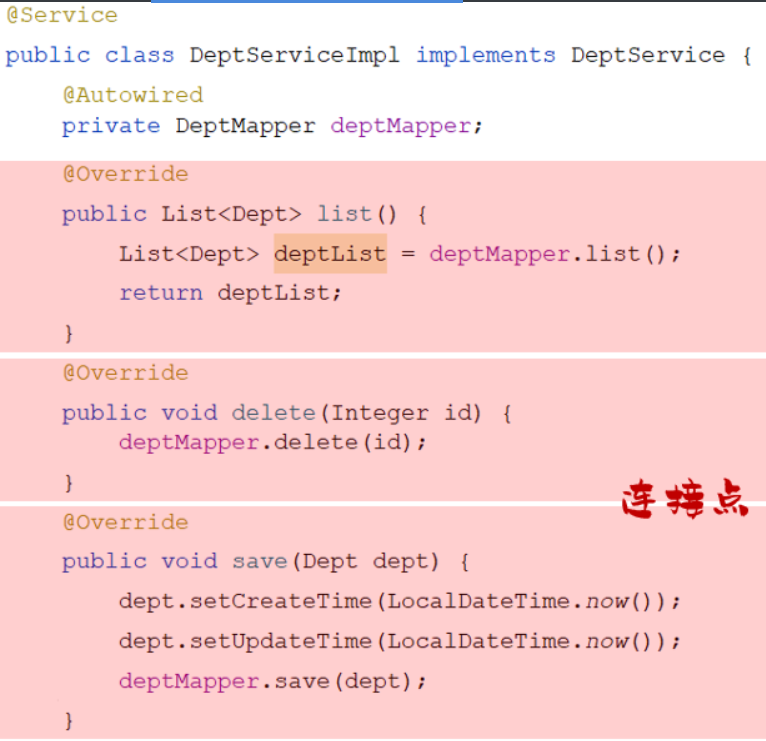 @Service
public class DeptServiceImpl implements DeptService {
@Autowired
private DeptMapper deptMapper;
@Override
public List<Dept> list() {
List<Dept> deptList = deptMapper.list();
return deptList;
}
@Override
public void delete(Integer id) {
deptMapper.delete(id);
}
连接点
@Override
public void save(Dept dept) {
dept.setCreateTime(LocalDateTime.now());
dept.setUpdateTime(LocalDateTime.now());
deptMapper.save(dept);
}